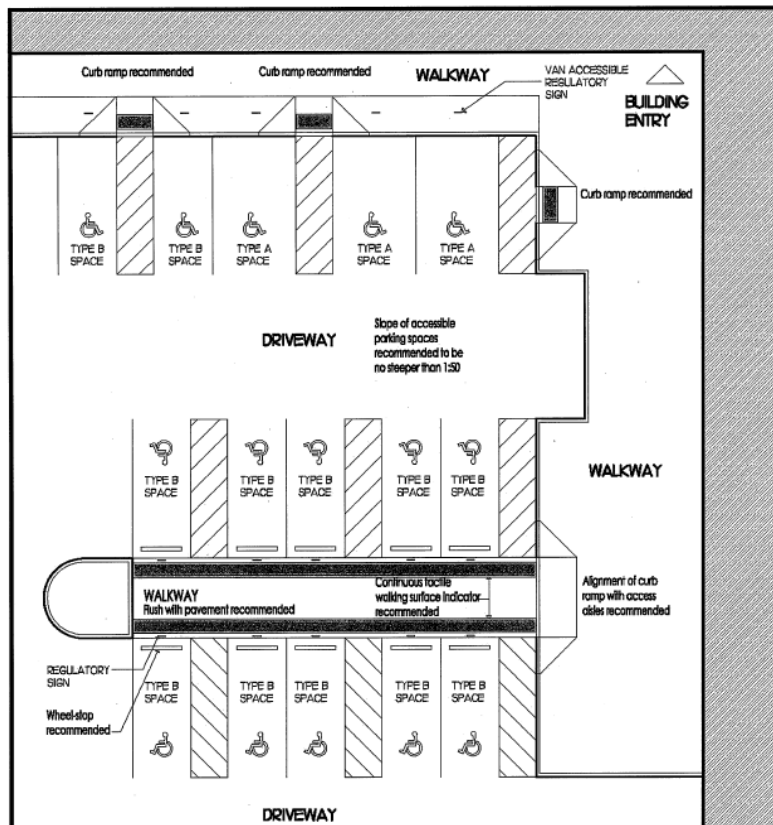 Curb ramp recommended
Curb ramp recommended
WALKWAY
VAN ACCESSIBLE
REGULATORY
SIGN
BUILDING
ENTRY
Curb ramp recommended
TYPE B
SPACE
TYPE B
SPACE
TYPE A
SPACE
TYPE A
SPACE
TYPE A
SPACE
DRIVEWAY
Slope of accessible
parking spaces
recommended to be
no steeper than 1:50
TYPE B
SPACE
TYPE B
SPACE
TYPE B
SPACE
TYPE B
SPACE
TYPE B
SPACE
WALKWAY
WALKWAY
Flush with pavement recommended
Continuous tactile
walking surface indicator
recommended
Alignment of curb
ramp with access
aisles recommended
REGULATORY
SIGN
Wheel-stop
recommended
TYPE B
SPACE
TYPE B
SPACE
TYPE B
SPACE
TYPE B
SPACE
TYPE B
SPACE
DRIVEWAY